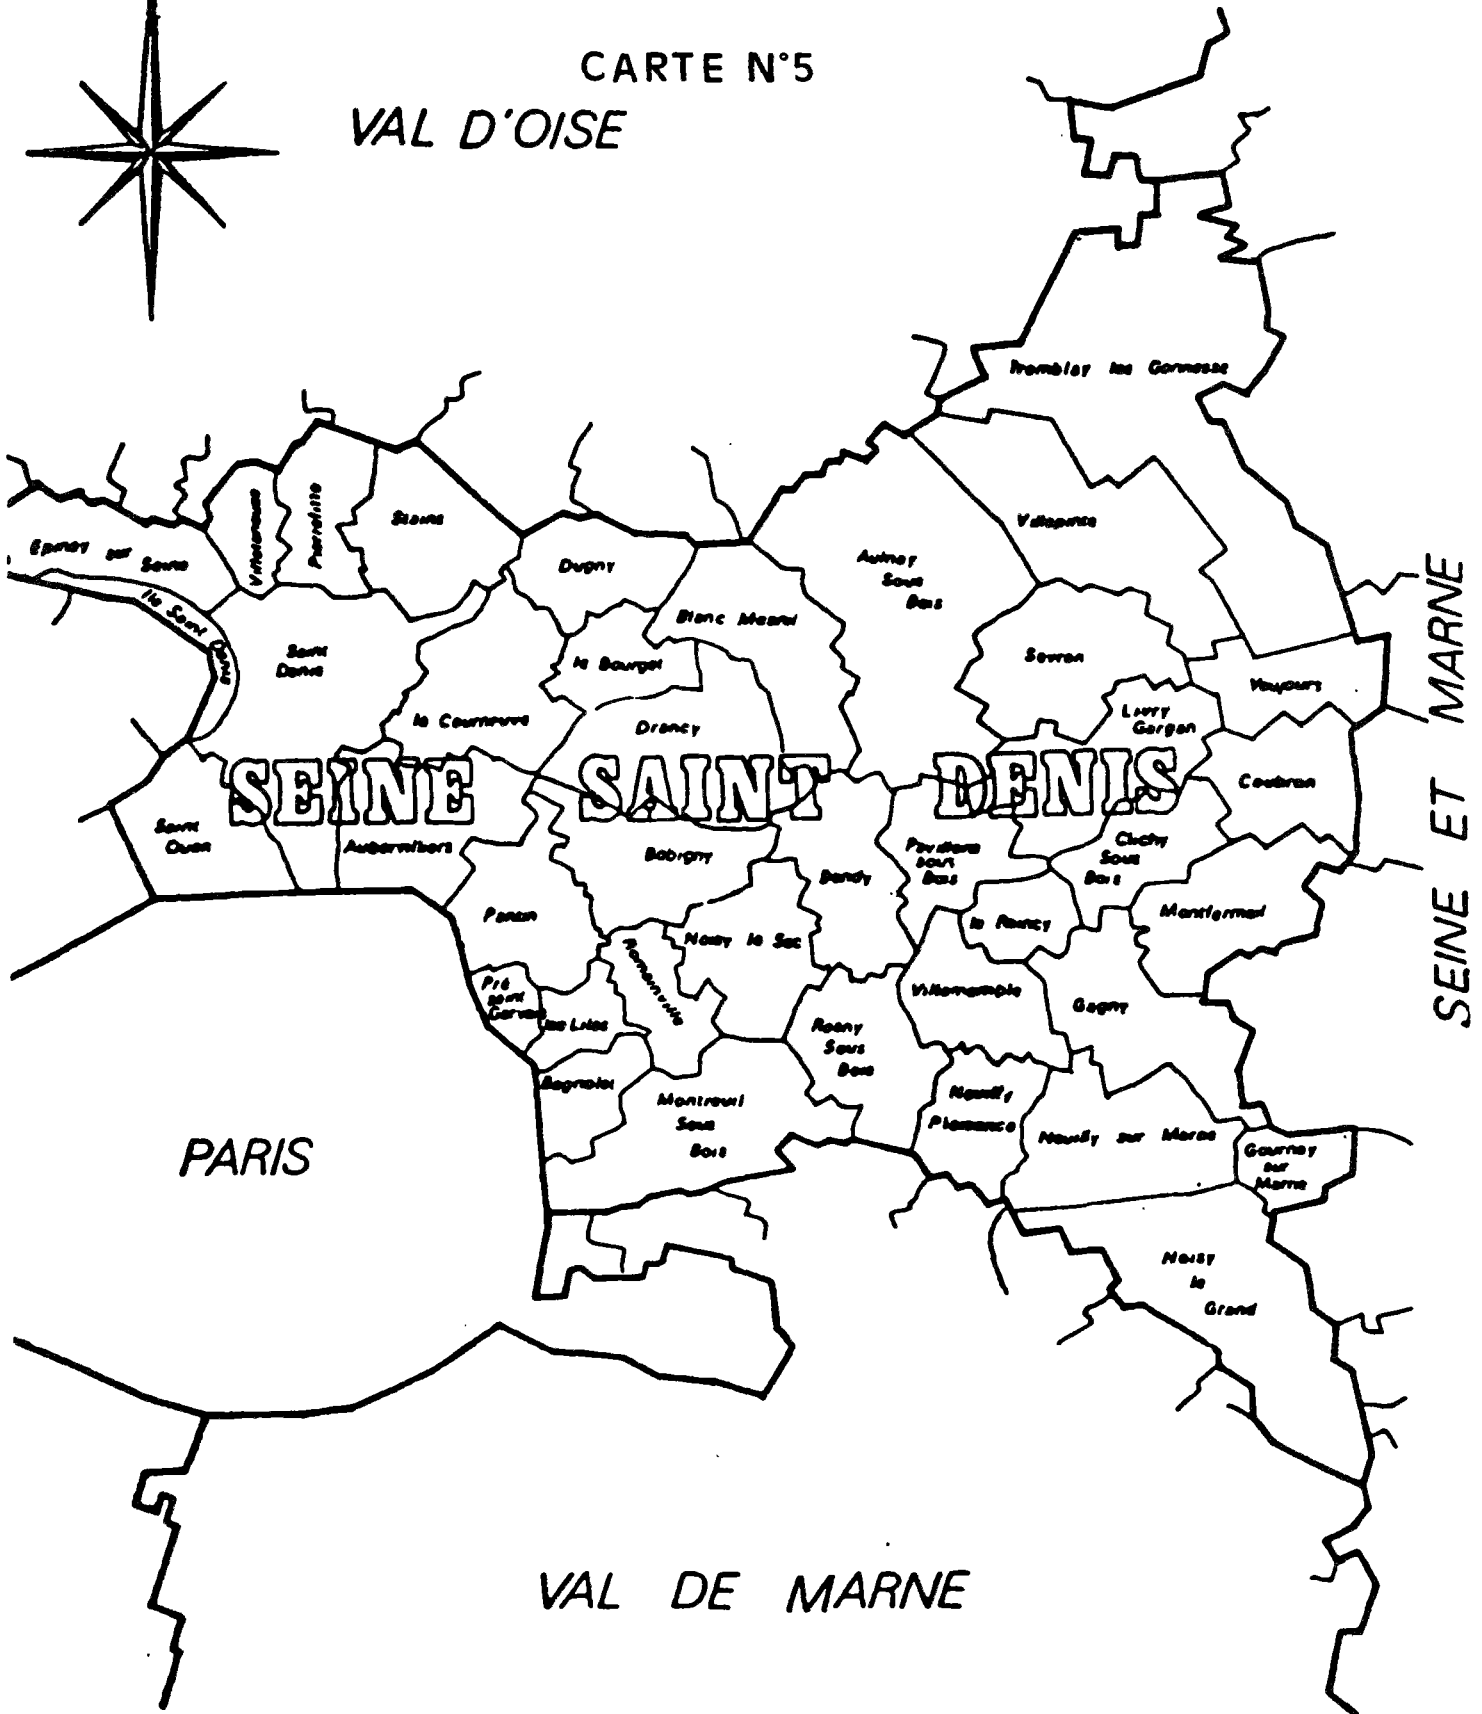 CARTE N°5
VAL D'OISE
Tremblay les Gonnesse
Villetaneuse
Pierrefitte
Stains
Villepinte
Epinay sur Seine
Dugny
Aulnay
Sous
Bois
Ile Saint Denis
Blanc Mesnil
Saint
Denis
le Bourget
Sevran
Vaujours
la Courneuve
Drancy
Livry
Gargan
SEINE SAINT DENIS
Coubron
Saint
Ouen
Aubervilliers
Bobigny
Bondy
Pavillons
sous
Bois
Clichy
Sous
Bois
Pantin
Noisy le Sec
le Raincy
Montfermeil
Romainville
Pré
Saint
Gervais
les Lilas
Villemomble
Gagny
Rosny
Sous
Bois
Bagnolet
Montreuil
Sous
Bois
Neuilly
Plaisance
Neuilly sur Marne
Gournay
sur
Marne
PARIS
Noisy
le
Grand
SEINE ET MARNE
VAL DE MARNE